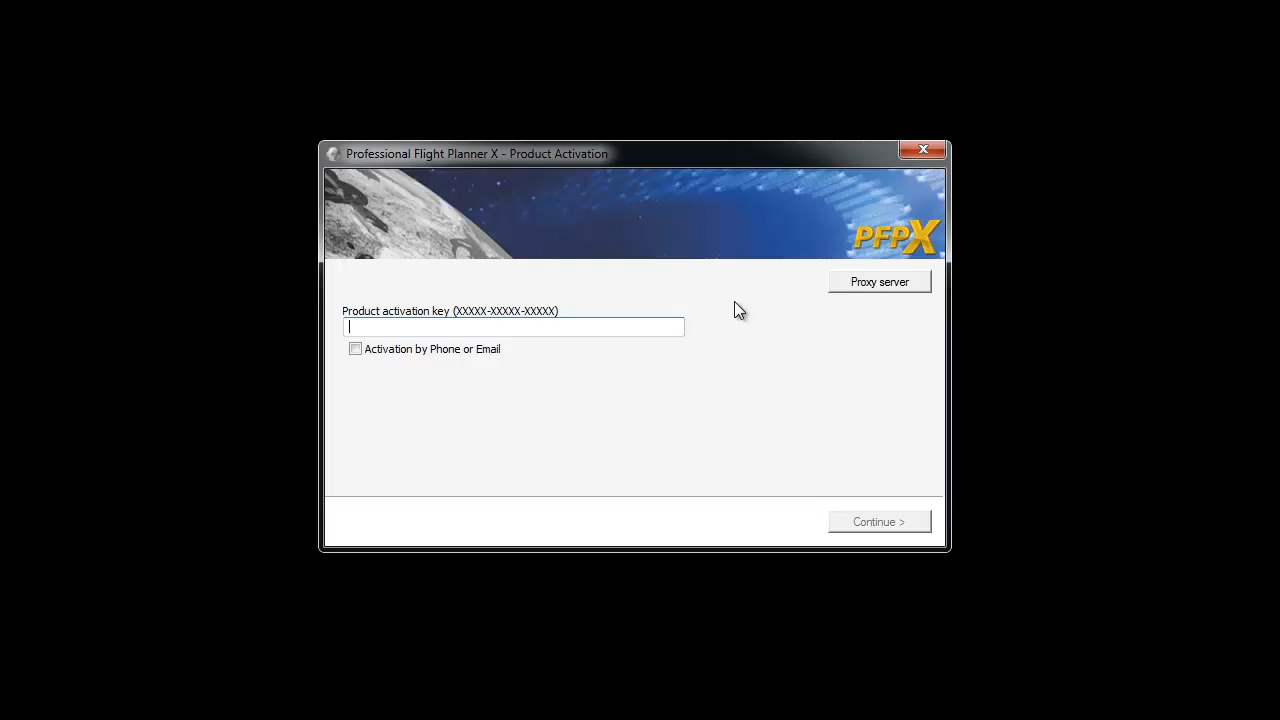 Professional Flight Planner X - Product Activation
PFPX
Proxy server
Product activation key (XXXXX-XXXXX-XXXXX)
Activation by Phone or Email
Continue >